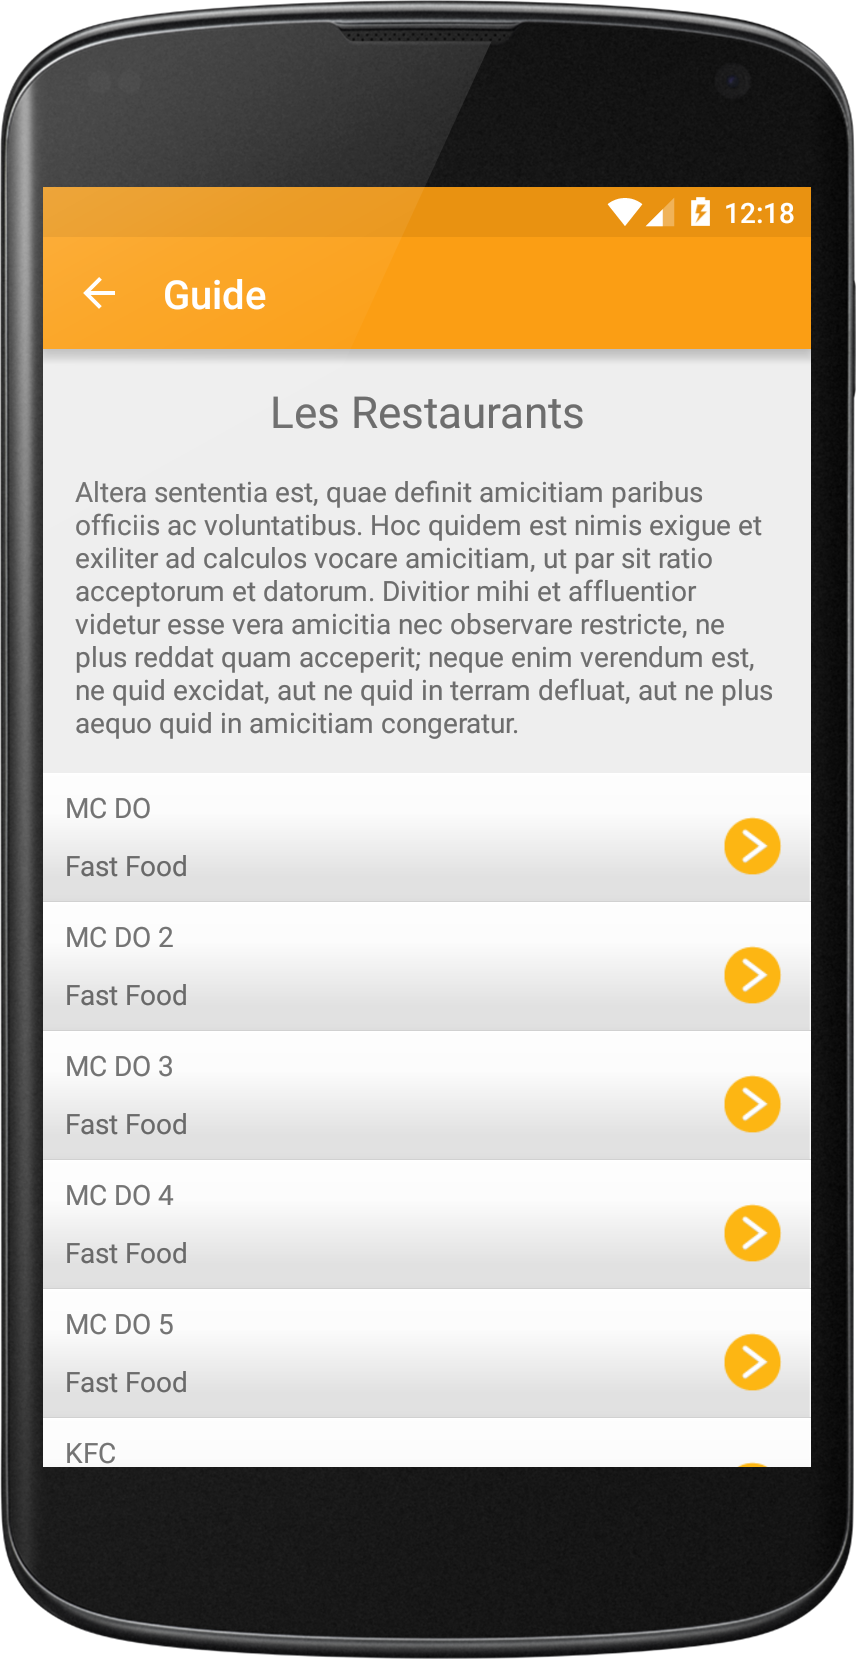 12:18
Guide
Les Restaurants
Altera sententia est, quae definit amicitiam paribus
officiis ac voluntatibus. Hoc quidem est nimis exigue et
exiliter ad calculos vocare amicitiam, ut par sit ratio
acceptorum et datorum. Divitior mihi et affluentior
videtur esse vera amicitia nec observare restricte, ne
plus reddat quam acceperit; neque enim verendum est,
ne quid excidat, aut ne quid in terram defluat, aut ne plus
aequo quid in amicitiam congeratur.
MC DO
Fast Food
MC DO 2
Fast Food
MC DO 3
Fast Food
MC DO 4
Fast Food
MC DO 5
Fast Food
KFC